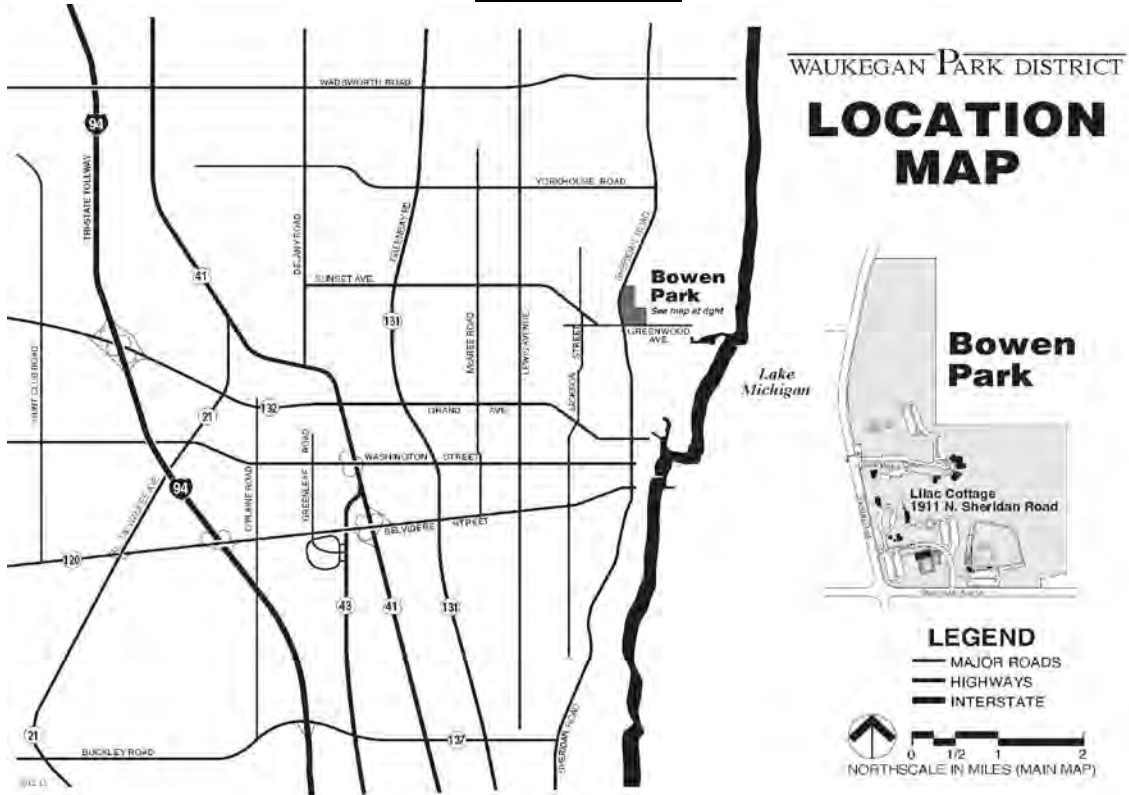 WAUKEGAN PARK DISTRICT
LOCATION
MAP
WADSWORTH ROAD
94
TRI-STATE TOLLWAY
YORKHOUSE ROAD
41
DELANY ROAD
GREENBAY RD
SHERIDAN ROAD
SUNSET AVE.
Bowen
Park
See map at right
131
McAREE ROAD
LEWIS AVENUE
STREET
JACKSON
GREENWOOD
AVE.
Lake
Michigan
HUNT CLUB ROAD
21
132
GRAND AVE.
WASHINGTON STREET
GREENLEAF ROAD
O'PLAINE ROAD
MILWAUKEE AVE.
94
BELVIDERE STREET
120
43
41
131
21
BUCKLEY ROAD
137
SHERIDAN ROAD
Bowen
Park
Lilac Cottage
1911 N. Sheridan Road
LEGEND
MAJOR ROADS
HIGHWAYS
INTERSTATE
0 1/2 1 2
NORTH SCALE IN MILES (MAIN MAP)